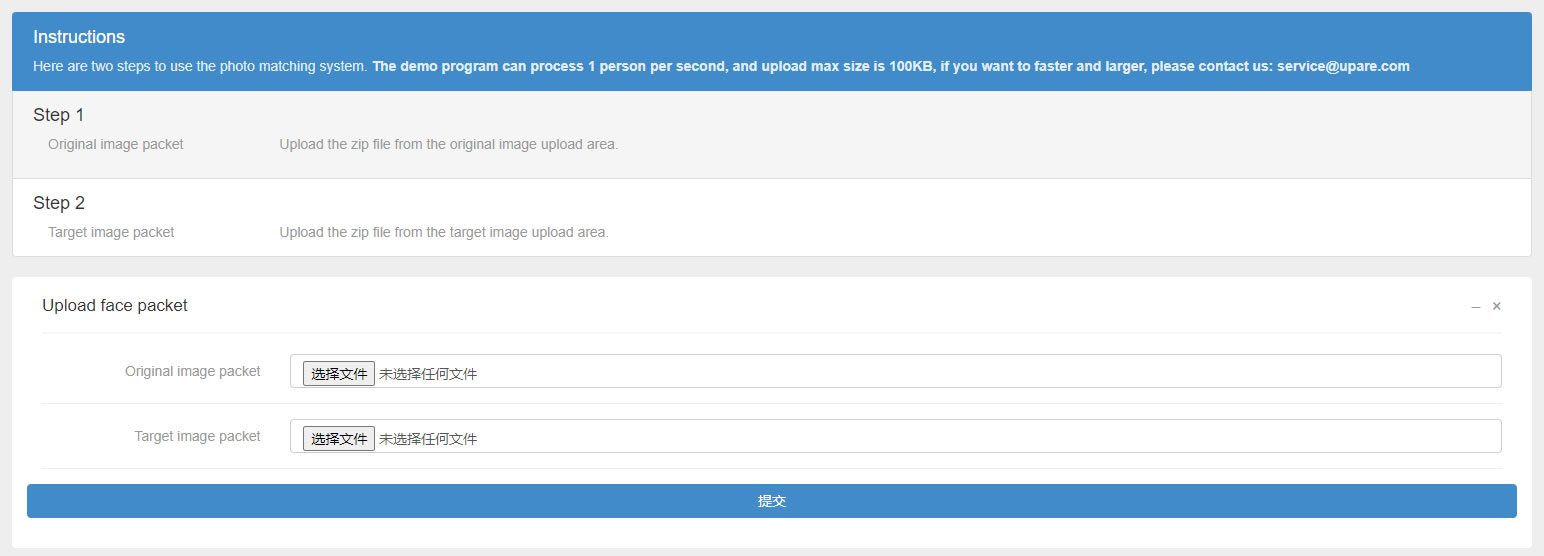 Instructions
Here are two steps to use the photo matching system. The demo program can process 1 person per second, and upload max size is 100KB, if you want to faster and larger, please contact us: service@upare.com
Step 1
Original image packet Upload the zip file from the original image upload area.
Step 2
Target image packet Upload the zip file from the target image upload area.
Upload face packet
Original image packet 选择文件 未选择任何文件
Target image packet 选择文件 未选择任何文件
提交